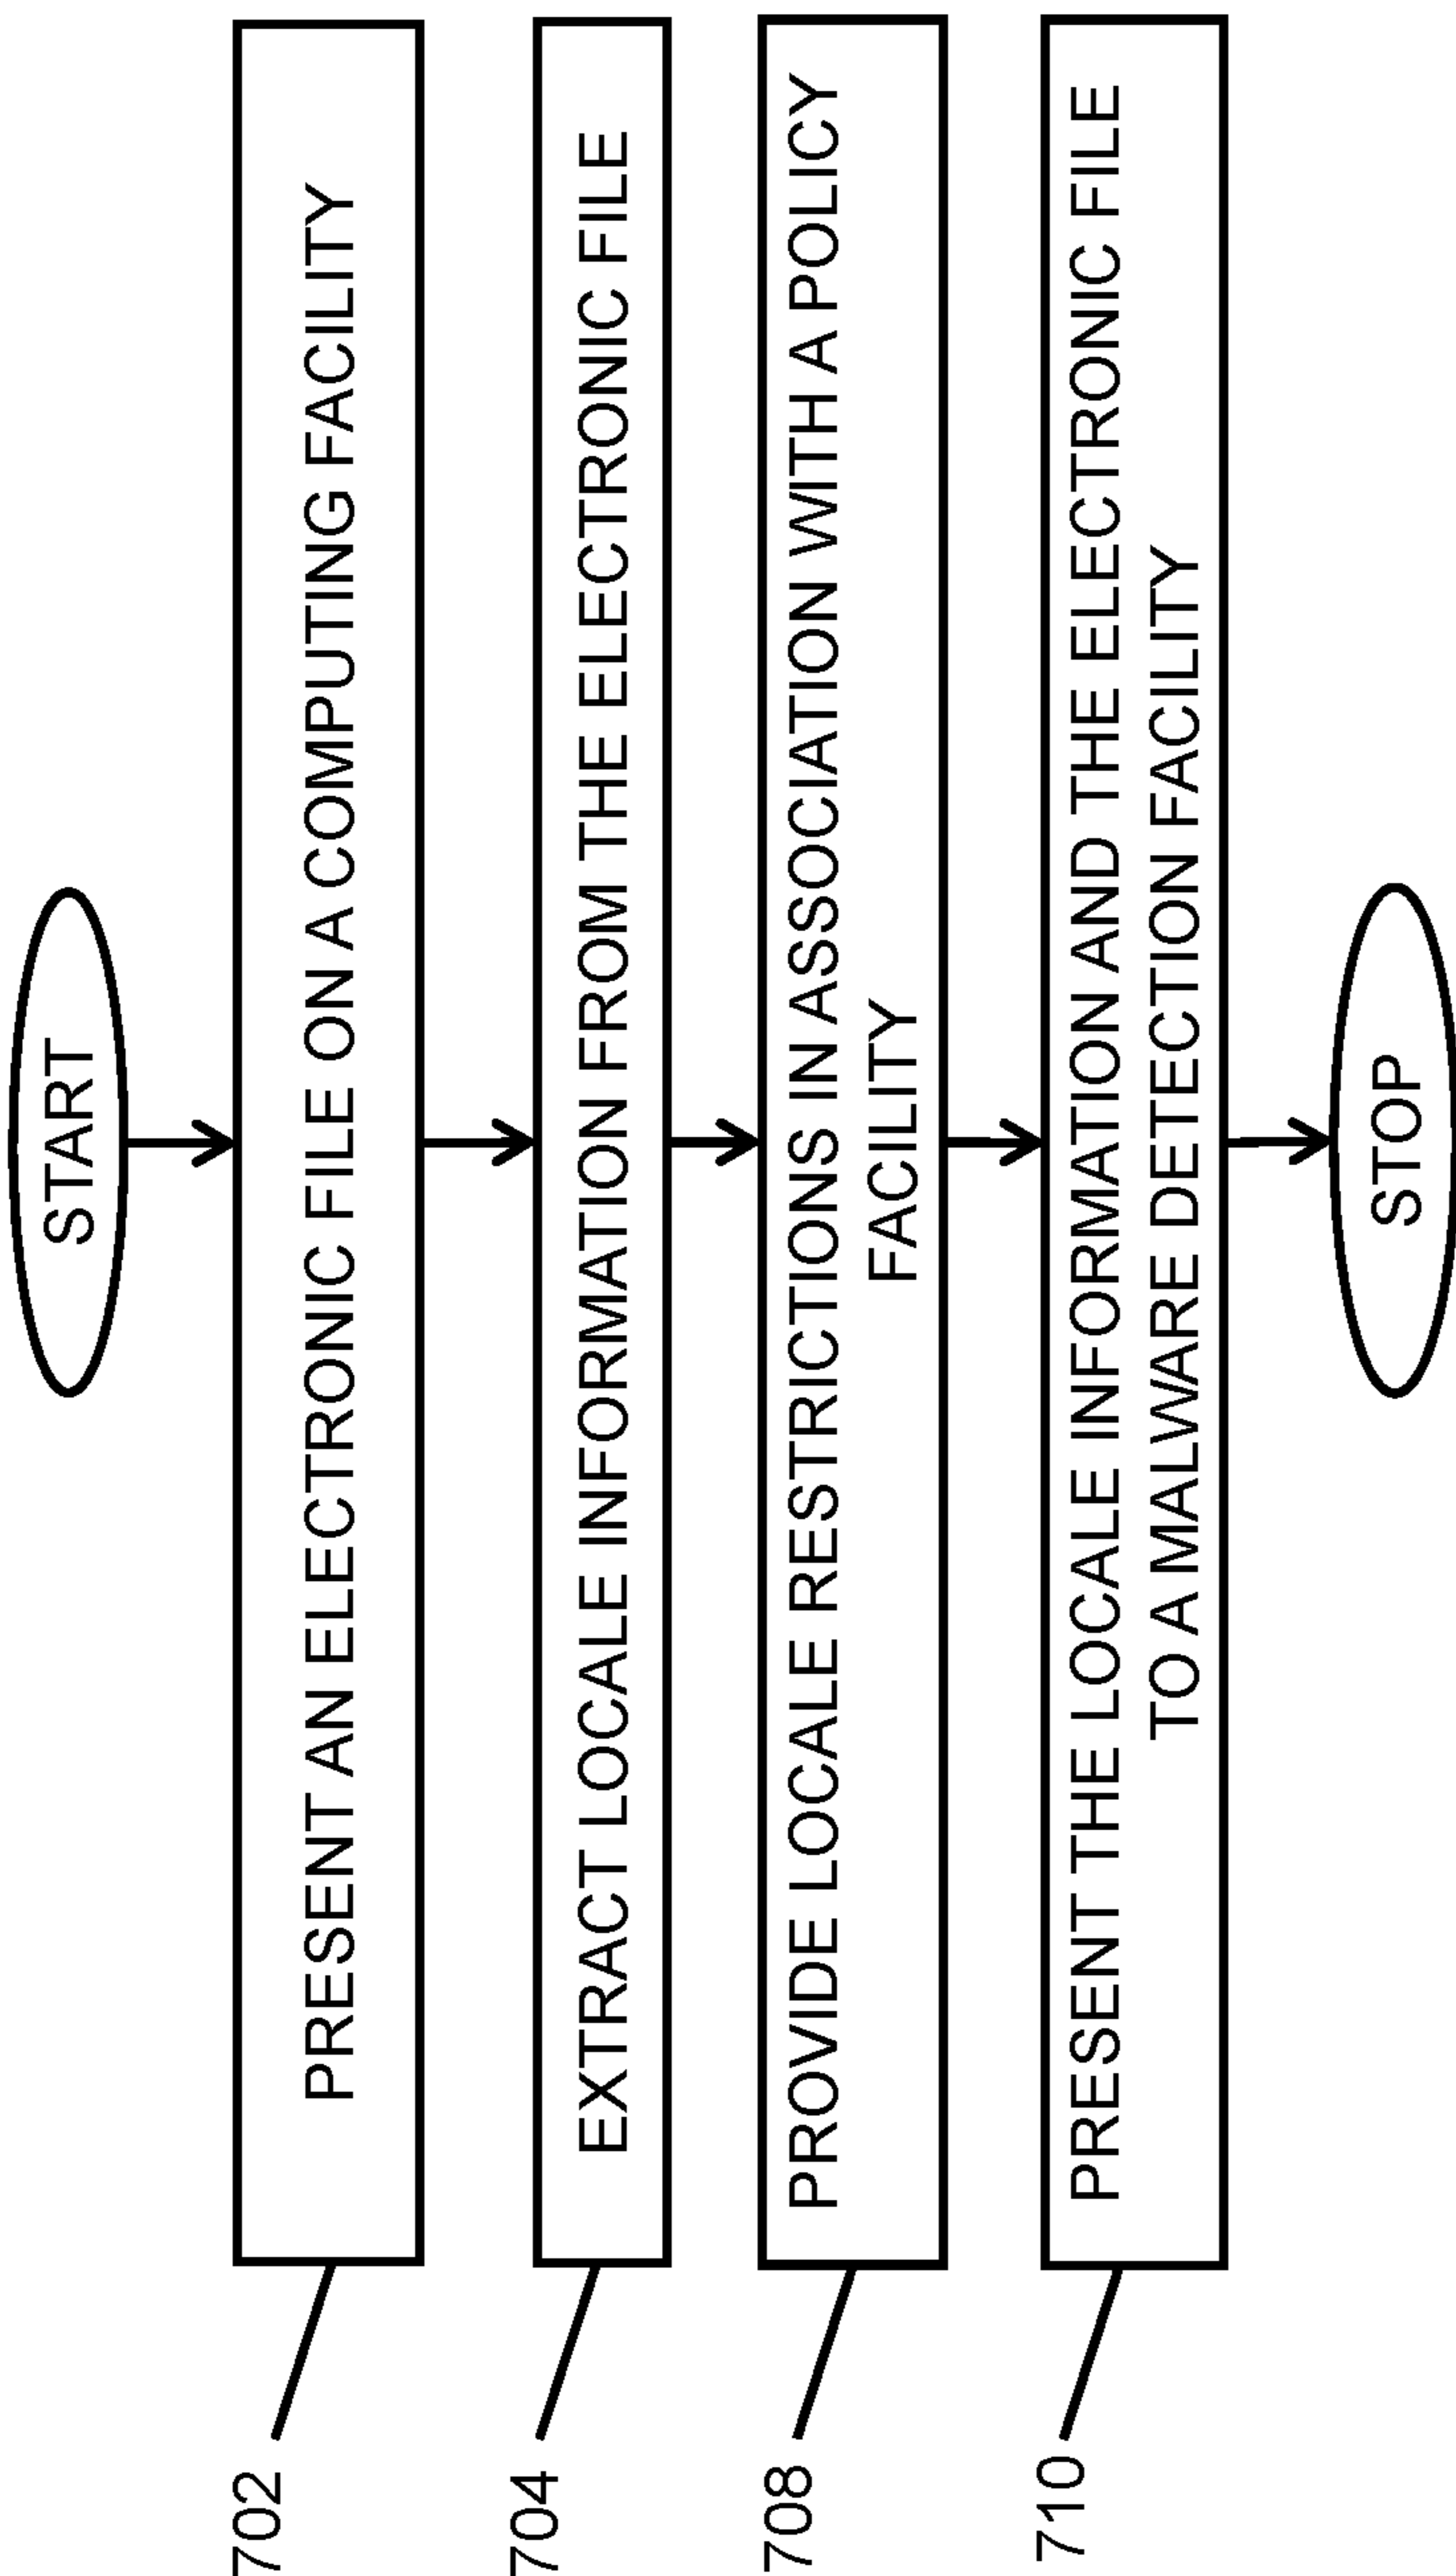 START
702
PRESENT AN ELECTRONIC FILE ON A COMPUTING FACILITY
704
EXTRACT LOCALE INFORMATION FROM THE ELECTRONIC FILE
708
PROVIDE LOCALE RESTRICTIONS IN ASSOCIATION WITH A POLICY
FACILITY
710
PRESENT THE LOCALE INFORMATION AND THE ELECTRONIC FILE
TO A MALWARE DETECTION FACILITY
STOP